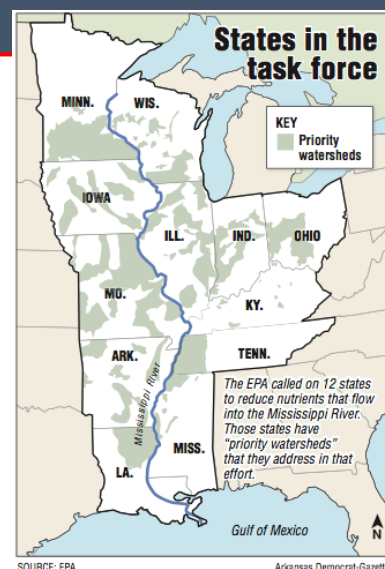 States in the
task force
KEY
Priority
watersheds
MINN.
WIS.
IOWA
ILL.
IND.
OHIO
MO.
KY.
ARK.
Mississippi River
TENN.
The EPA called on 12 states
to reduce nutrients that flow
into the Mississippi River.
Those states have
"priority watersheds"
that they address in that
effort.
MISS.
LA.
Gulf of Mexico
N
SOURCE: EPA
Arkansas Democrat-Gazett